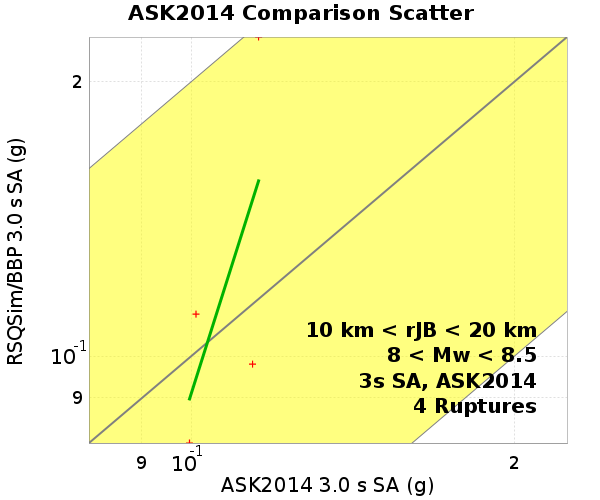 ASK2014 Comparison Scatter
RSQSim/BBP 3.0 s SA (g)
2
10-1
9
10 km < rJB < 20 km
8 < Mw < 8.5
3s SA, ASK2014
4 Ruptures
9 10-1 2
ASK2014 3.0 s SA (g)